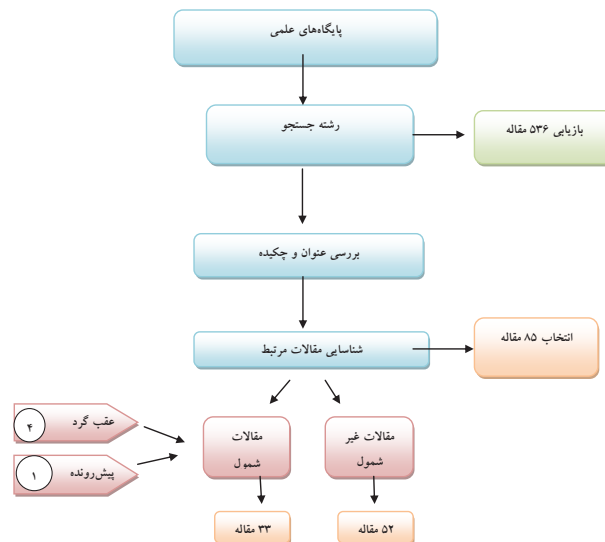 پایگاه‌های علمی
رشته جستجو
بازیابی ۵۳۶ مقاله
بررسی عنوان و چکیده
شناسایی مقالات مرتبط
انتخاب ۸۵ مقاله
عقب گرد
۴
پیش‌رونده
۱
مقالات غیر
شمول
مقالات
شمول
۵۲ مقاله
۳۳ مقاله